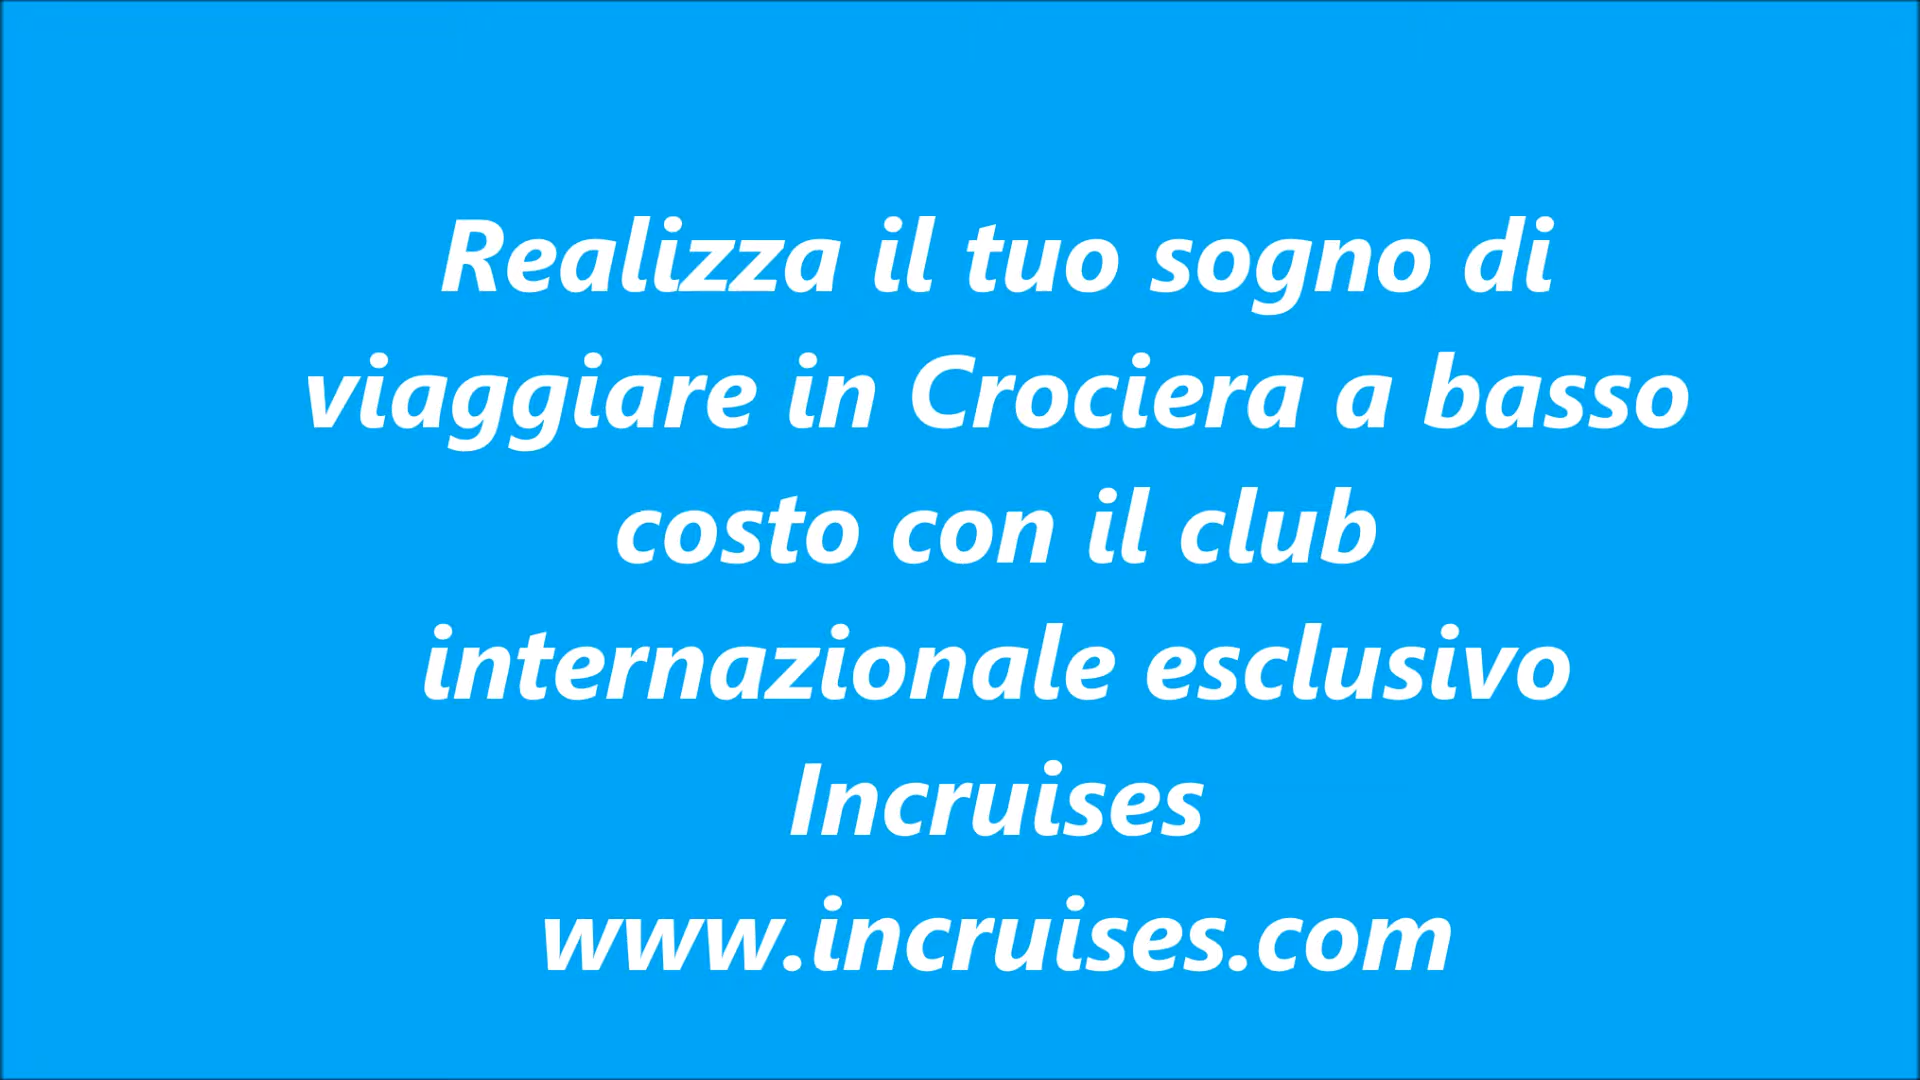 Realizza il tuo sogno di
viaggiare in Crociera a basso
costo con il club
internazionale esclusivo
Incruises
www.incruises.com